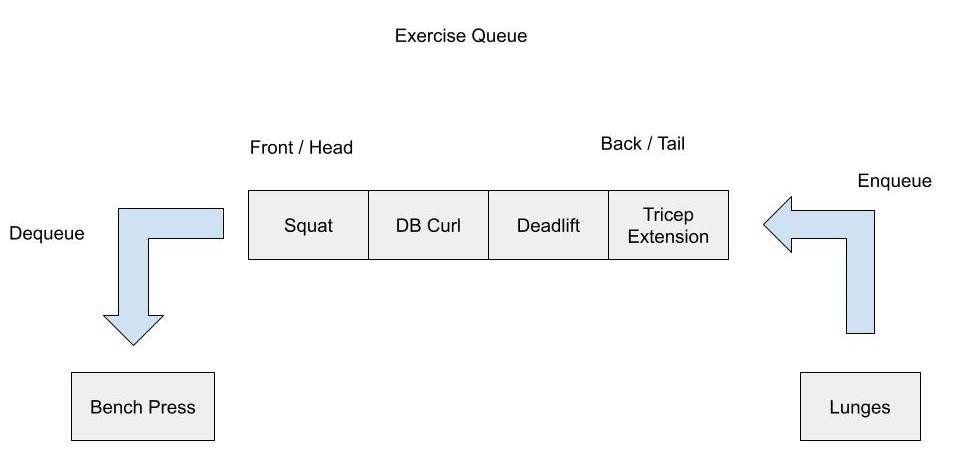 Exercise Queue
Front / Head
Back / Tail
Enqueue
Dequeue
Squat
DB Curl
Deadlift
Tricep
Extension
Bench Press
Lunges